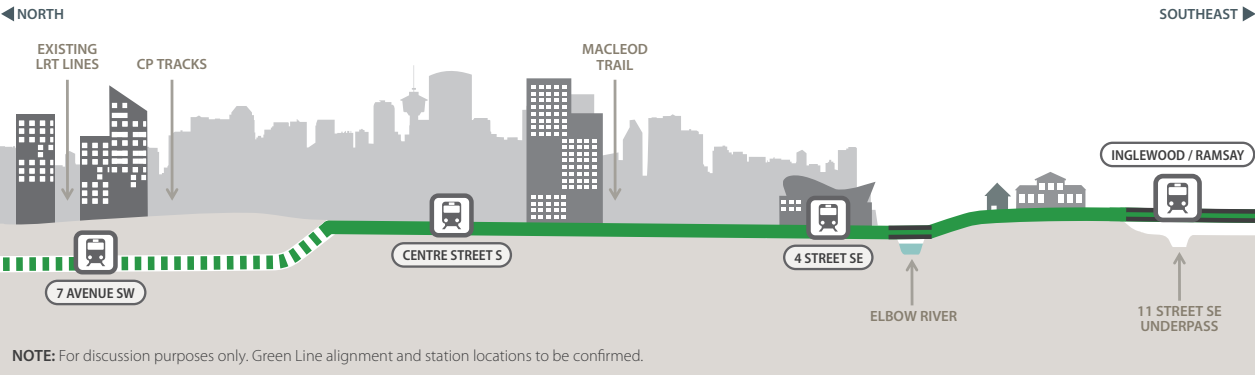 NORTH
SOUTHEAST
EXISTING
LRT LINES
CP TRACKS
MACLEOD
TRAIL
INGLEWOOD / RAMSAY
CENTRE STREET S
4 STREET SE
7 AVENUE SW
ELBOW RIVER
11 STREET SE
UNDERPASS
NOTE: For discussion purposes only. Green Line alignment and station locations to be confirmed.